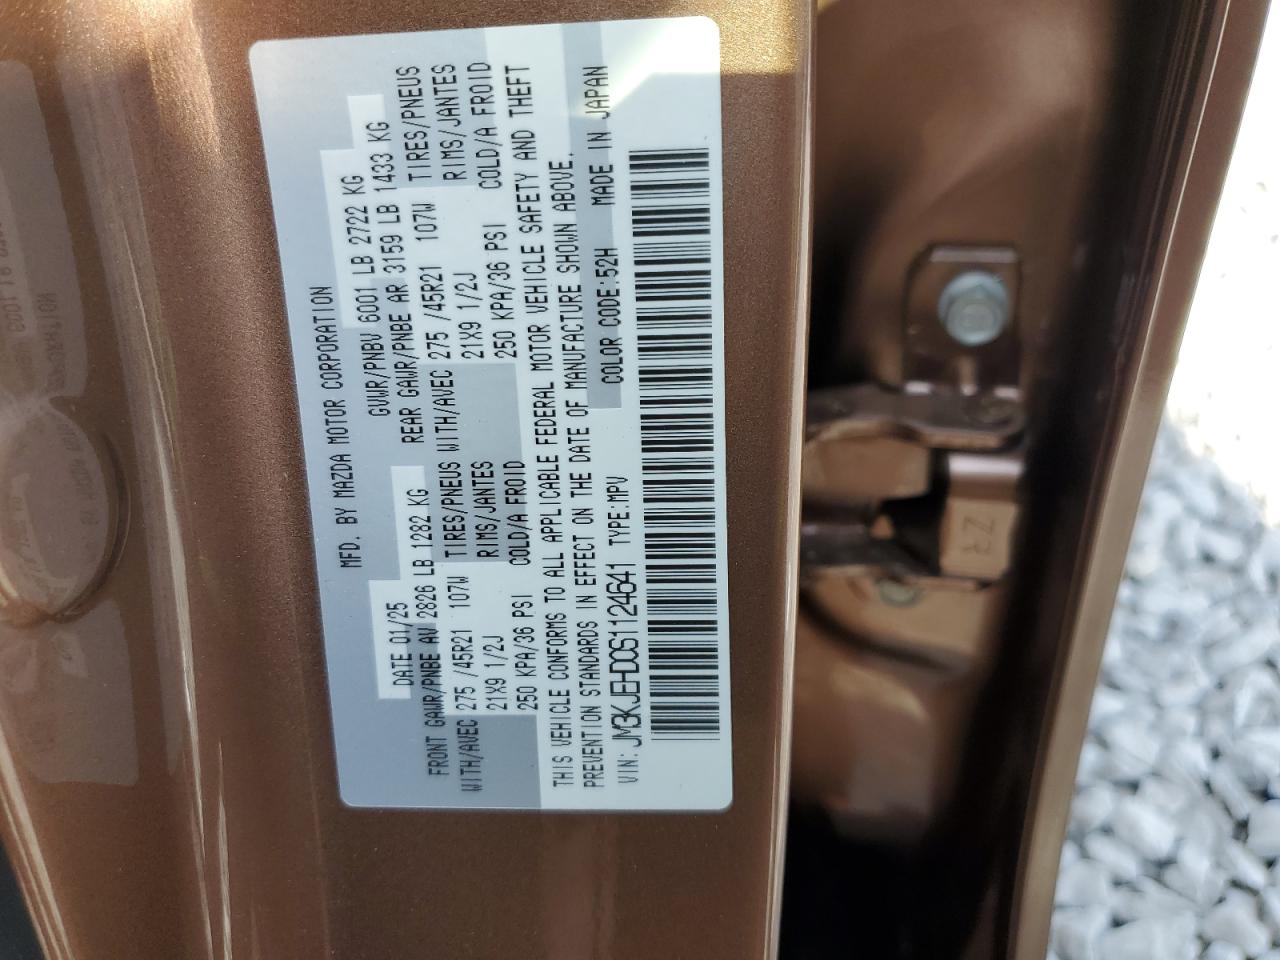 MFD. BY MAZDA MOTOR CORPORATION
DATE 01/25 GVWR/PNBV 6001 LB 2722 KG
FRONT GAWR/PNBE AV 2826 LB 1282 KG REAR GAWR/PNBE AR 3159 LB 1433 KG
WITH/AVEC 275 /45R21 107W TIRES/PNEUS WITH/AVEC 275 /45R21 107W TIRES/PNEUS
21X9 1/2J RIMS/JANTES 21X9 1/2J RIMS/JANTES
250 KPA/36 PSI COLD/A FROID 250 KPA/36 PSI COLD/A FROID
THIS VEHICLE CONFORMS TO ALL APPLICABLE FEDERAL MOTOR VEHICLE SAFETY AND THEFT
PREVENTION STANDARDS IN EFFECT ON THE DATE OF MANUFACTURE SHOWN ABOVE.
VIN: JM3KJEHD0S1124641 TYPE:MPV COLOR CODE:52H MADE IN JAPAN
ZR